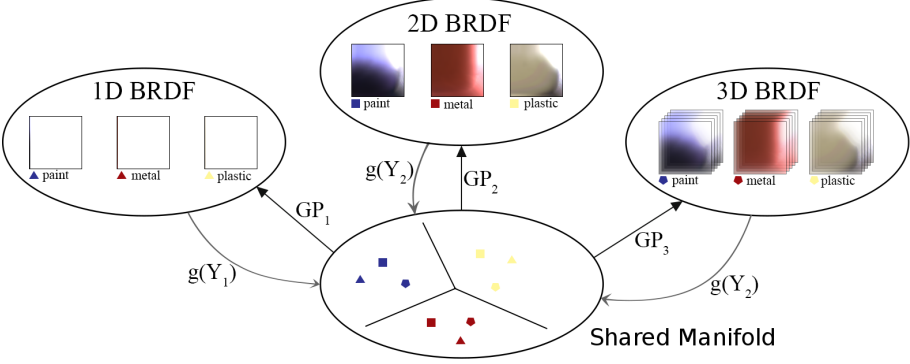 2D BRDF
paint metal plastic
1D BRDF
paint metal plastic
3D BRDF
paint metal plastic
g(Y₂)
GP₂
GP₁
GP₃
g(Y₁)
g(Y₂)
Shared Manifold